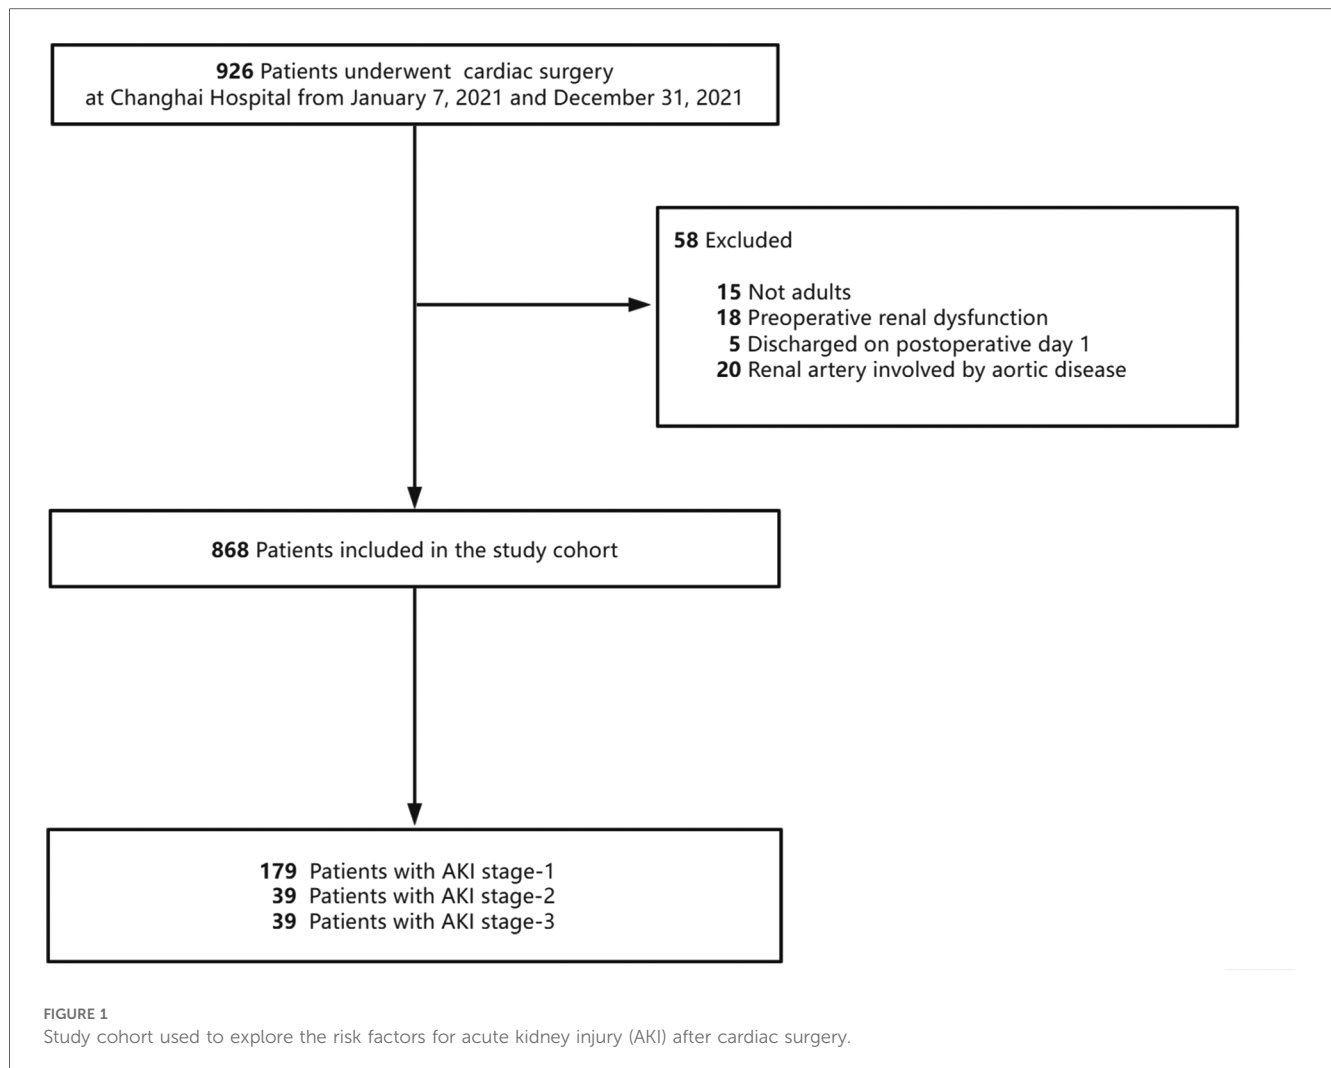 926 Patients underwent cardiac surgery
at Changhai Hospital from January 7, 2021 and December 31, 2021
58 Excluded
15 Not adults
18 Preoperative renal dysfunction
5 Discharged on postoperative day 1
20 Renal artery involved by aortic disease
868 Patients included in the study cohort
179 Patients with AKI stage-1
39 Patients with AKI stage-2
39 Patients with AKI stage-3
FIGURE 1
Study cohort used to explore the risk factors for acute kidney injury (AKI) after cardiac surgery.